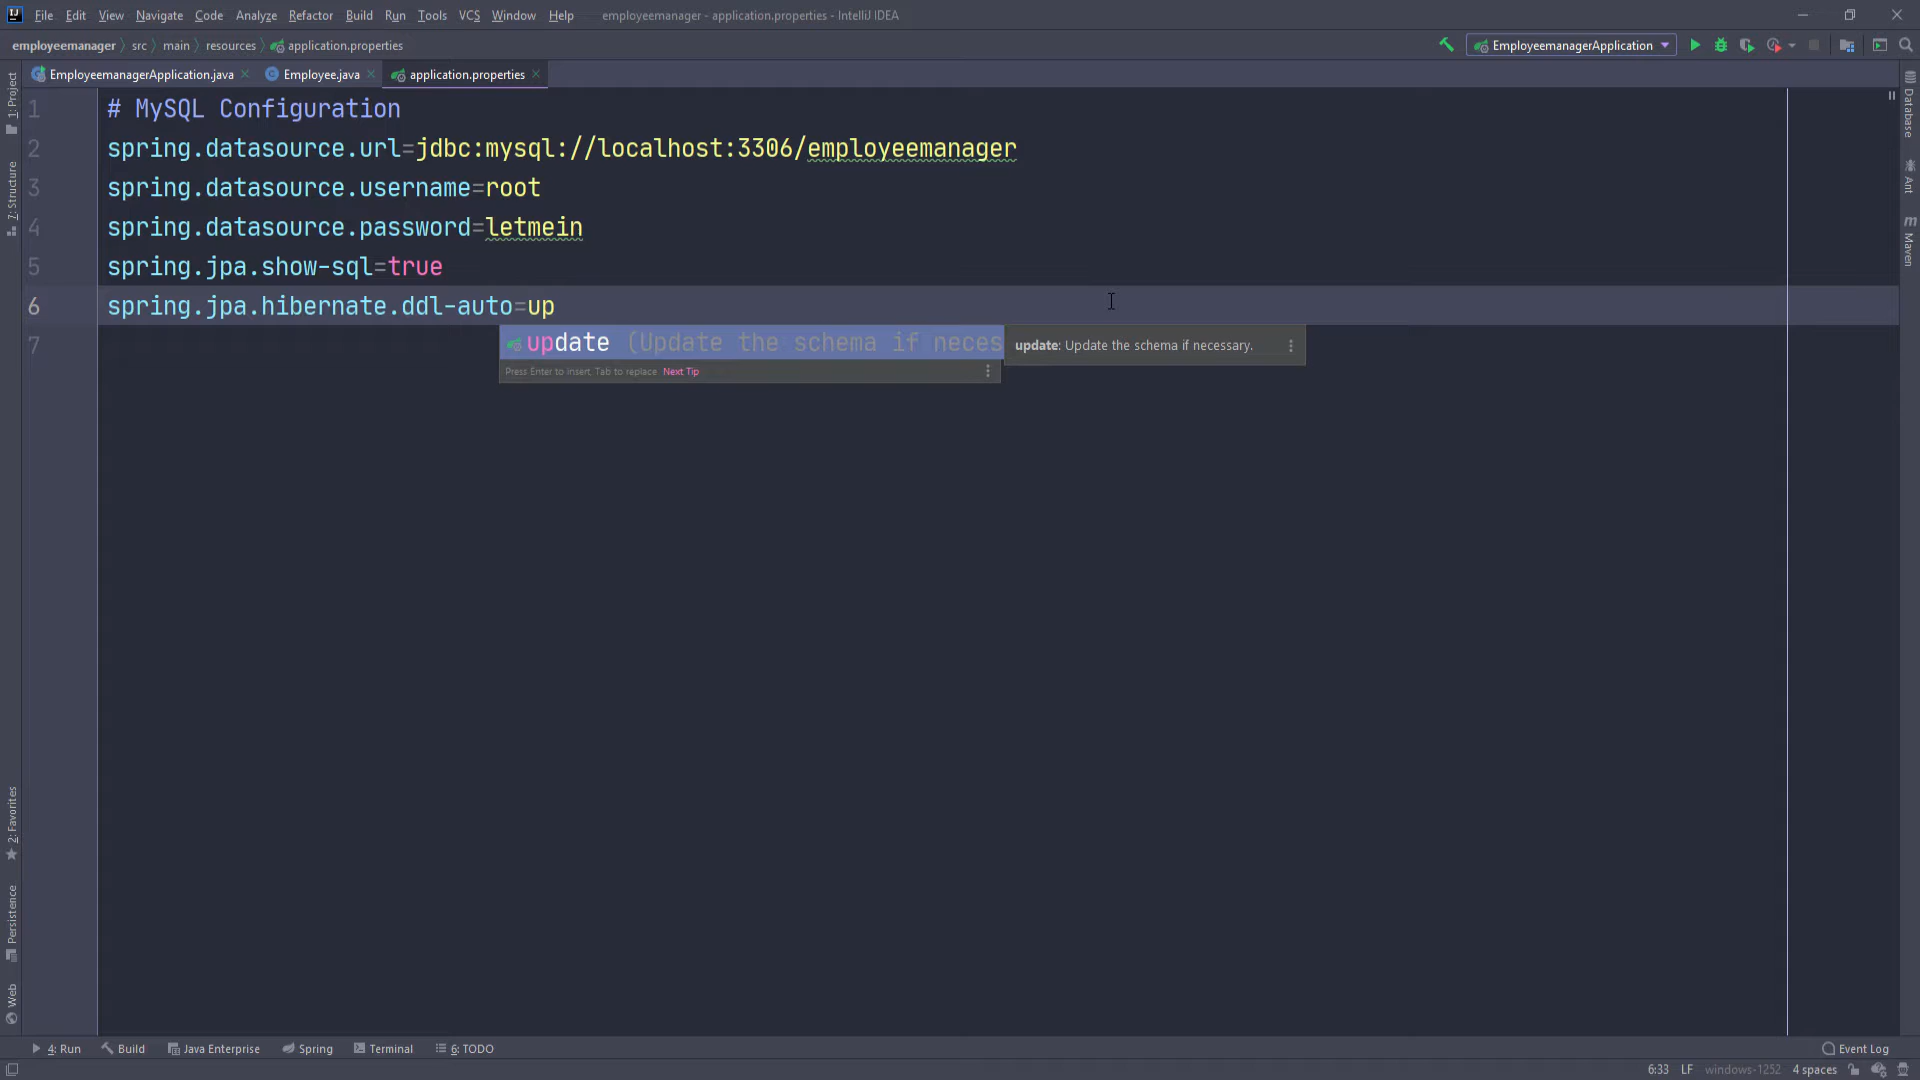 File Edit View Navigate Code Analyze Refactor Build Run Tools VCS Window Help employeemanager - application.properties - IntelliJ IDEA
employeemanager src main resources application.properties EmployeemanagerApplication
EmployeemanagerApplication.java Employee.java application.properties
1 # MySQL Configuration
2 spring.datasource.url=jdbc:mysql://localhost:3306/employeemanager
3 spring.datasource.username=root
4 spring.datasource.password=letmein
5 spring.jpa.show-sql=true
6 spring.jpa.hibernate.ddl-auto=up
7
update (Update the schema if neces
update: Update the schema if necessary.
Press Enter to insert, Tab to replace Next Tip
1: Project
7: Structure
2: Favorites
Persistence
Web
Database
Ant
Maven
4: Run Build Java Enterprise Spring Terminal 6: TODO Event Log
6:33 LF windows-1252 4 spaces